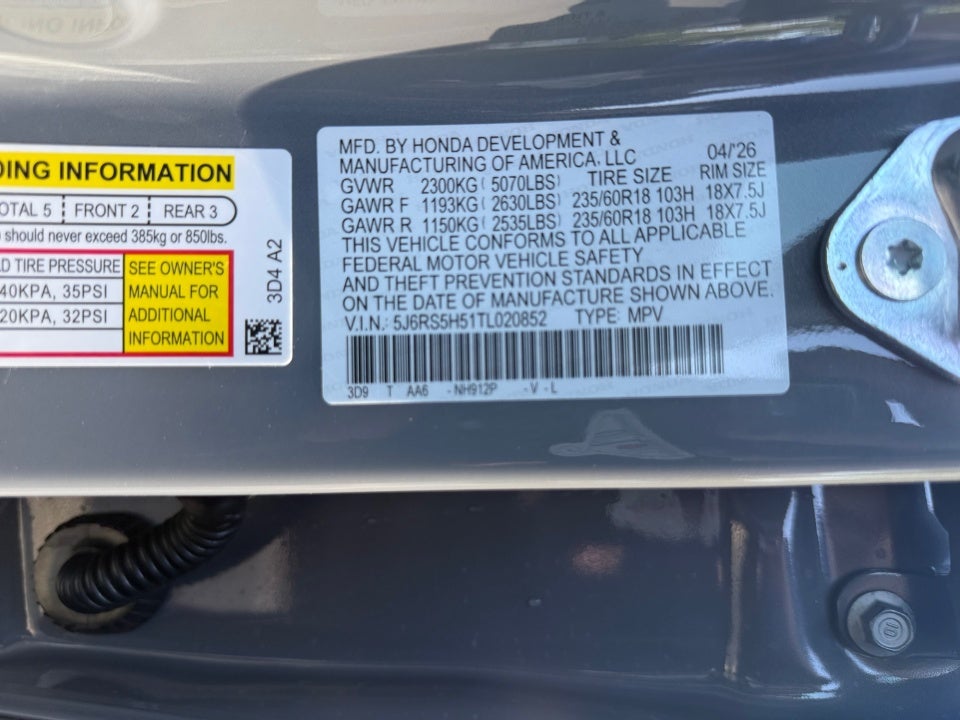 DING INFORMATION
OTAL 5 FRONT 2 REAR 3
should never exceed 385kg or 850lbs.
D TIRE PRESSURE
40KPA, 35PSI
20KPA, 32PSI
SEE OWNER'S
MANUAL FOR
ADDITIONAL
INFORMATION
3D4 A2
MFD. BY HONDA DEVELOPMENT &
MANUFACTURING OF AMERICA, LLC 04/'26
GVWR 2300KG( 5070LBS) TIRE SIZE RIM SIZE
GAWR F 1193KG( 2630LBS) 235/60R18 103H 18X7.5J
GAWR R 1150KG( 2535LBS) 235/60R18 103H 18X7.5J
THIS VEHICLE CONFORMS TO ALL APPLICABLE
FEDERAL MOTOR VEHICLE SAFETY
AND THEFT PREVENTION STANDARDS IN EFFECT
ON THE DATE OF MANUFACTURE SHOWN ABOVE.
V.I.N.: 5J6RS5H51TL020852 TYPE: MPV
3D9 T AA6 - NH912P - V - L
10